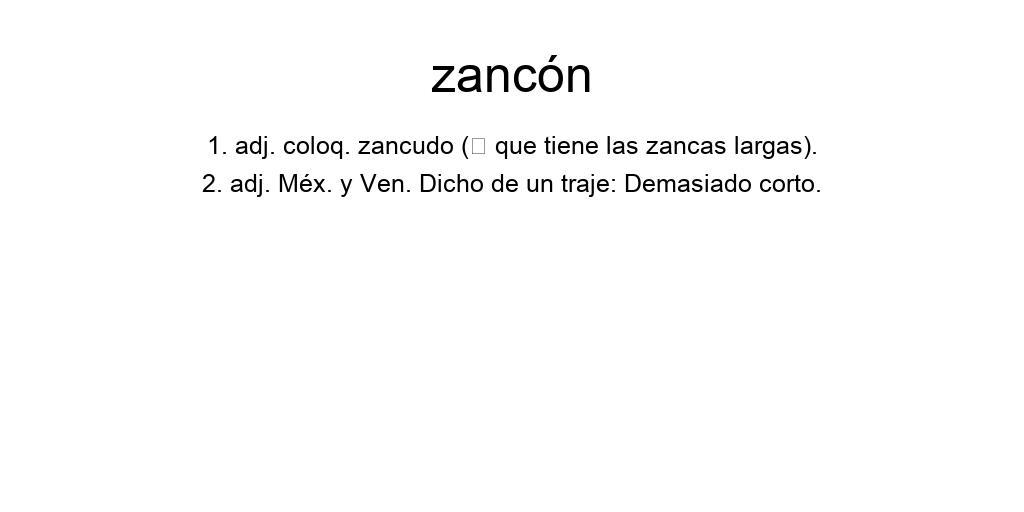 zancón
1. adj. coloq. zancudo (□ que tiene las zancas largas).
2. adj. Méx. y Ven. Dicho de un traje: Demasiado corto.